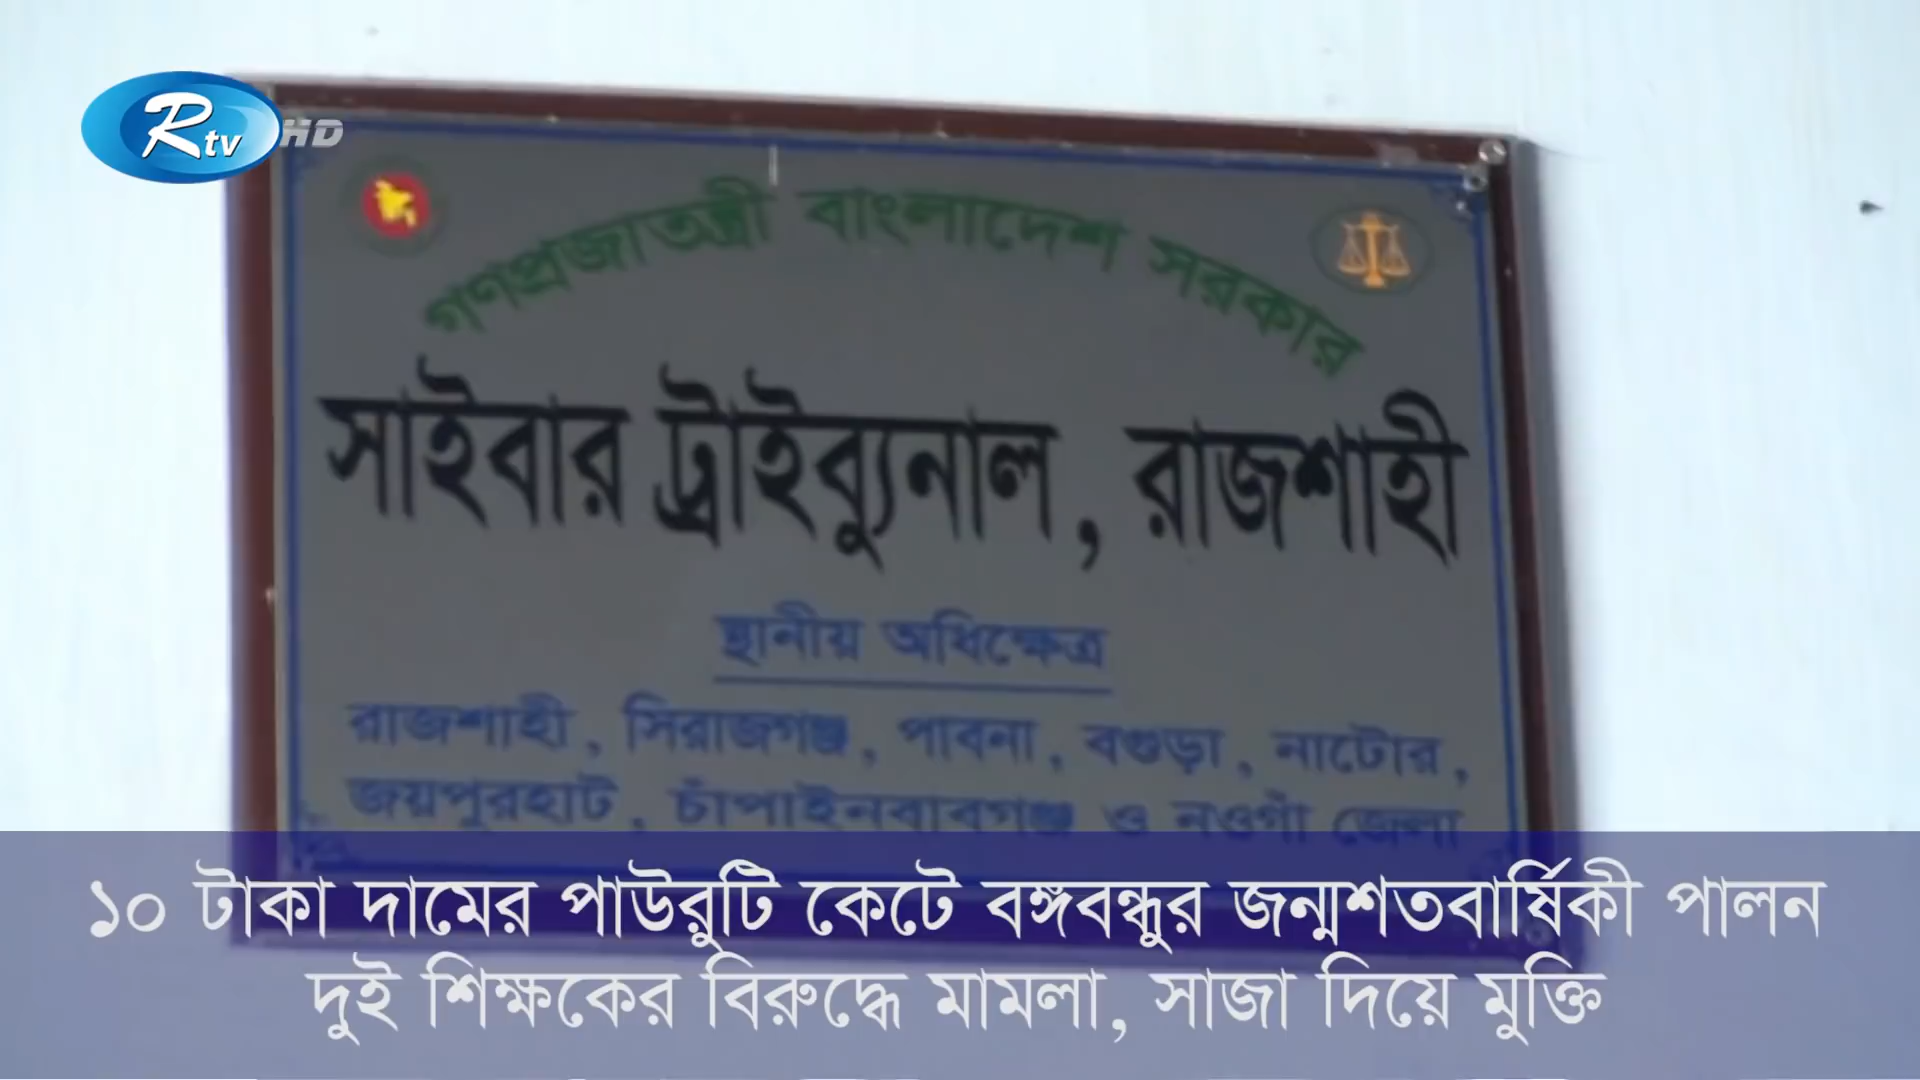 Rtv HD
গণপ্রজাতন্ত্রী বাংলাদেশ সরকার
সাইবার ট্রাইব্যুনাল, রাজশাহী
স্থানীয় অধিক্ষেত্র
রাজশাহী, সিরাজগঞ্জ, পাবনা, বগুড়া, নাটোর,
জয়পুরহাট, চাঁপাইনবাবগঞ্জ ও নওগাঁ জেলা
১০ টাকা দামের পাউরুটি কেটে বঙ্গবন্ধুর জন্মশতবার্ষিকী পালন
দুই শিক্ষকের বিরুদ্ধে মামলা, সাজা দিয়ে মুক্তি